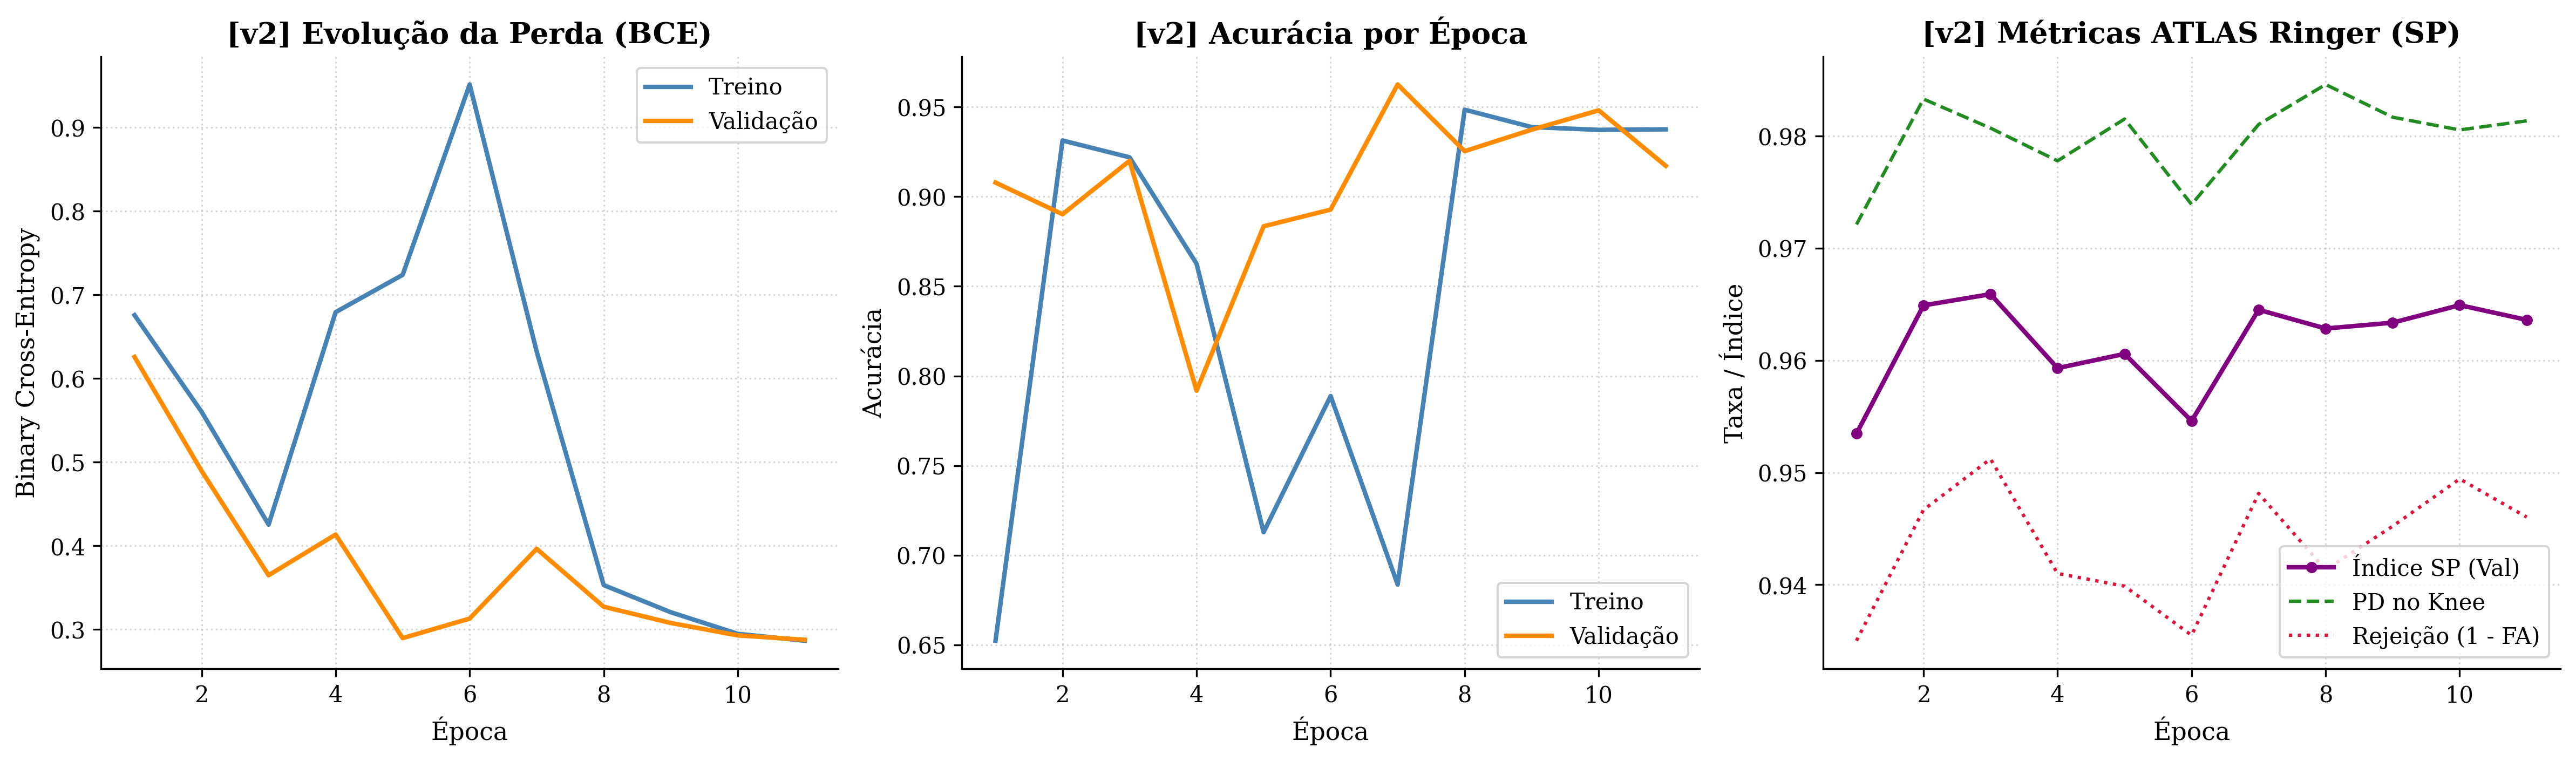 [v2] Evolução da Perda (BCE)
Treino
Validação
0.9
0.8
0.7
0.6
0.5
0.4
0.3
Binary Cross-Entropy
2
4
6
8
10
Época
[v2] Acurácia por Época
0.95
0.90
0.85
0.80
0.75
0.70
0.65
Acurácia
Treino
Validação
2
4
6
8
10
Época
[v2] Métricas ATLAS Ringer (SP)
0.98
0.97
0.96
0.95
0.94
Taxa / Índice
Índice SP (Val)
PD no Knee
Rejeição (1 - FA)
2
4
6
8
10
Época